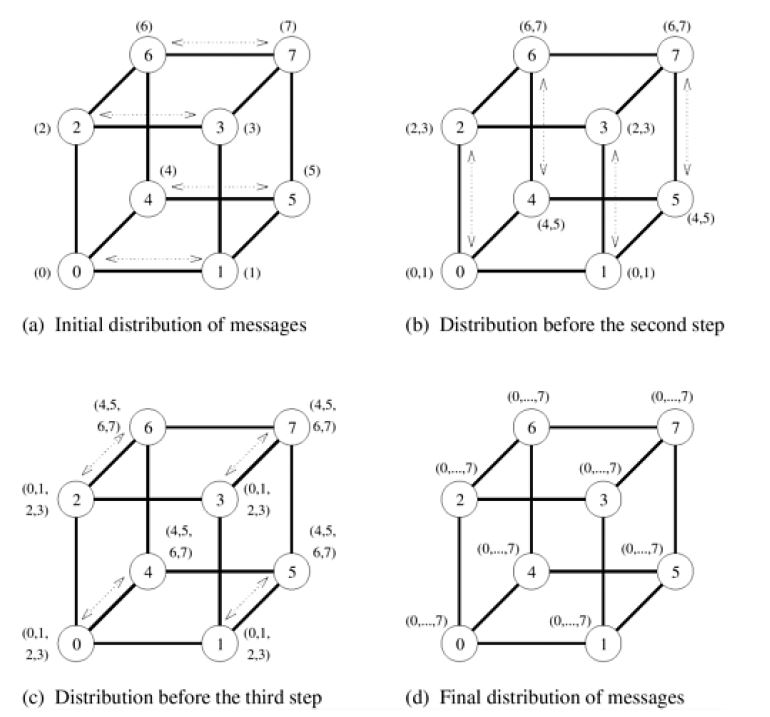 (6) (7)
6 7
(2) 2 3 (3)
(4) (5)
4 5
(0) 0 1 (1)
(a) Initial distribution of messages
(6,7) (6,7)
6 7
(2,3) 2 3 (2,3)
4 5
(4,5) (4,5)
(0,1) 0 1 (0,1)
(b) Distribution before the second step
(4,5, (4,5,
6,7) 6 7 6,7)
(0,1, 2 3 (0,1,
2,3) 2,3)
(4,5, (4,5,
6,7) 6,7)
4 5
(0,1, 0 1 (0,1,
2,3) 2,3)
(c) Distribution before the third step
(0,...,7) (0,...,7)
6 7
(0,...,7) (0,...,7)
2 3
(0,...,7) (0,...,7)
4 5
(0,...,7) (0,...,7)
0 1
(d) Final distribution of messages